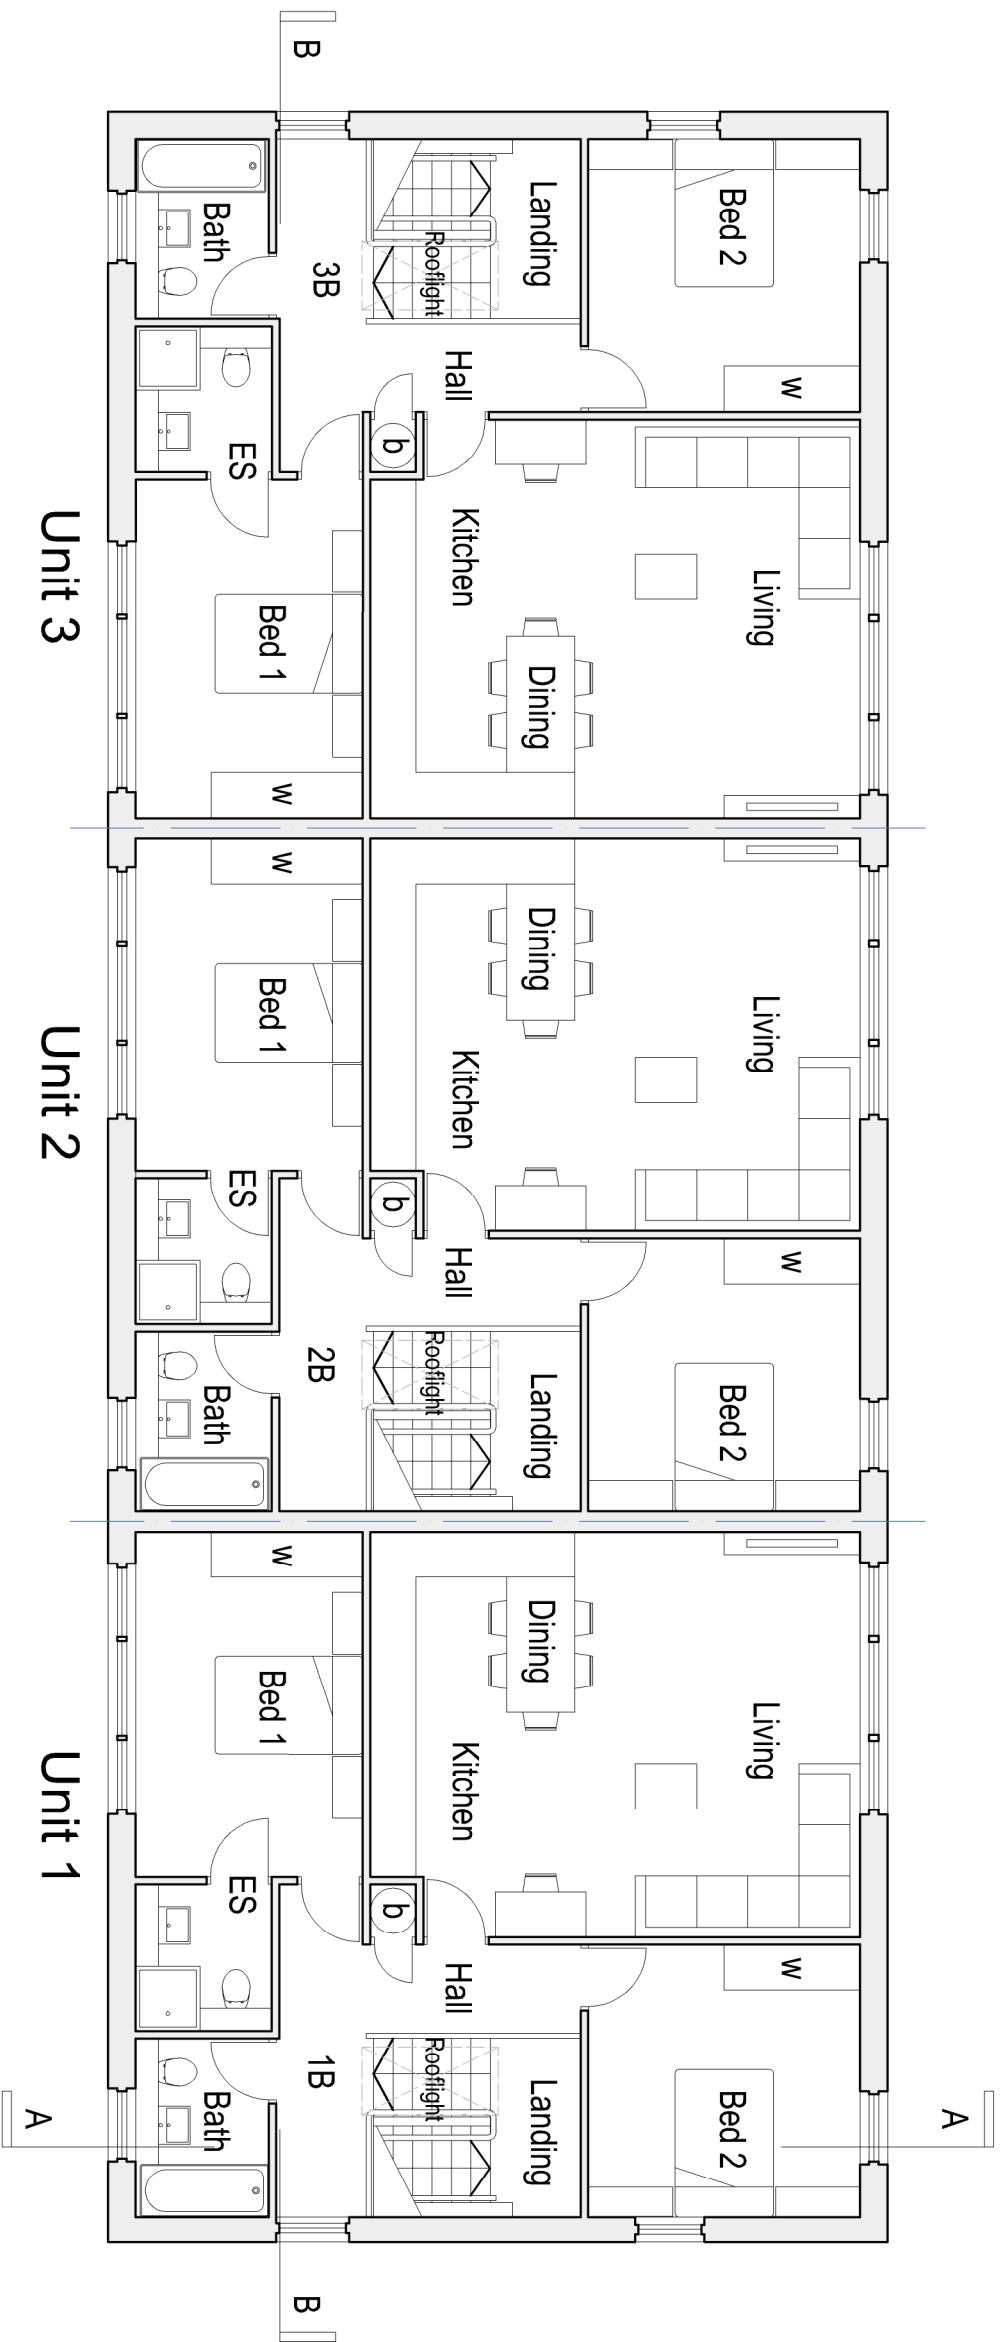 B
Bath
3B
Rooflight
Landing
Bed 2
Hall
W
ES
b
Kitchen
Living
Unit 3
Bed 1
Dining
W
W
Dining
Living
Unit 2
Bed 1
Kitchen
ES
b
Hall
W
2B
Rooflight
Landing
Bed 2
Bath
W
Dining
Living
Unit 1
Bed 1
Kitchen
ES
b
Hall
W
1B
Rooflight
Landing
Bed 2
Bath
A
A
B